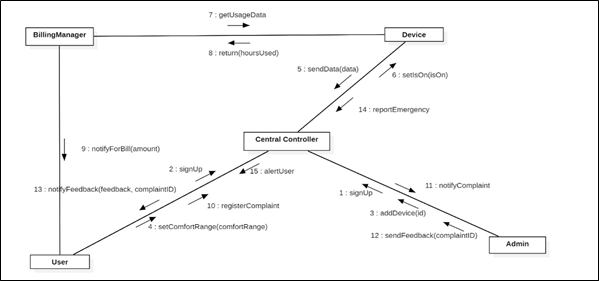 7 : getUsageData
BillingManager
Device
8 : return(hoursUsed)
5 : sendData(data)
6 : setIsOn(isOn)
14 : reportEmergency
Central Controller
9 : notifyForBill(amount)
2 : signUp
15 : alertUser
13 : notifyFeedback(feedback, complaintID)
1 : signUp
11 : notifyComplaint
10 : registerComplaint
3 : addDevice(id)
4 : setComfortRange(comfortRange)
12 : sendFeedback(complaintID)
Admin
User